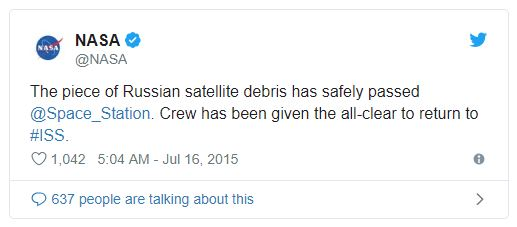 NASA
NASA
@NASA
The piece of Russian satellite debris has safely passed
@Space_Station. Crew has been given the all-clear to return to
#ISS.
1,042 5:04 AM - Jul 16, 2015
637 people are talking about this